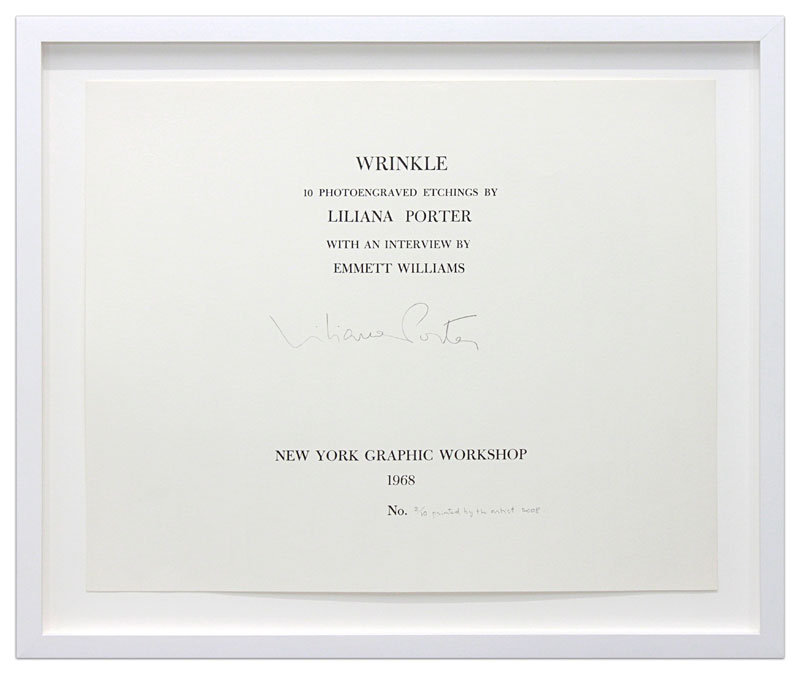 WRINKLE
10 PHOTOENGRAVED ETCHINGS BY
LILIANA PORTER
WITH AN INTERVIEW BY
EMMETT WILLIAMS
Liliana Porter
NEW YORK GRAPHIC WORKSHOP
1968
No. printed by the artist